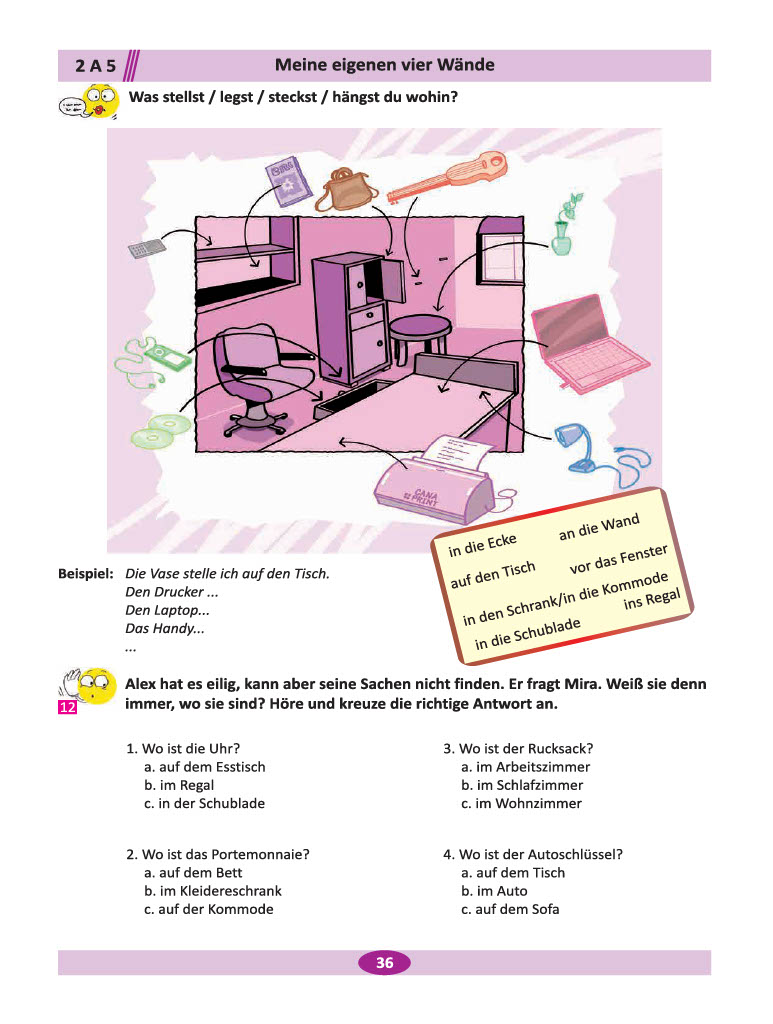 2 A 5
Meine eigenen vier Wände
Was stellst / legst / steckst / hängst du wohin?
CANA
PRINT
in die Ecke
an die Wand
auf den Tisch
vor das Fenster
in den Schrank/in die Kommode
ins Regal
in die Schublade
Beispiel: Die Vase stelle ich auf den Tisch.
Den Drucker ...
Den Laptop...
Das Handy...
...
12
Alex hat es eilig, kann aber seine Sachen nicht finden. Er fragt Mira. Weiß sie denn
immer, wo sie sind? Höre und kreuze die richtige Antwort an.
1. Wo ist die Uhr?
a. auf dem Esstisch
b. im Regal
c. in der Schublade
2. Wo ist das Portemonnaie?
a. auf dem Bett
b. im Kleidereschrank
c. auf der Kommode
3. Wo ist der Rucksack?
a. im Arbeitszimmer
b. im Schlafzimmer
c. im Wohnzimmer
4. Wo ist der Autoschlüssel?
a. auf dem Tisch
b. im Auto
c. auf dem Sofa
36